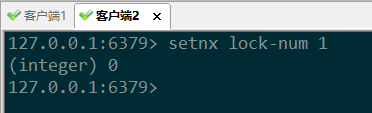 客户端1 客户端2 ×
127.0.0.1:6379> setnx lock-num 1
(integer) 0
127.0.0.1:6379>